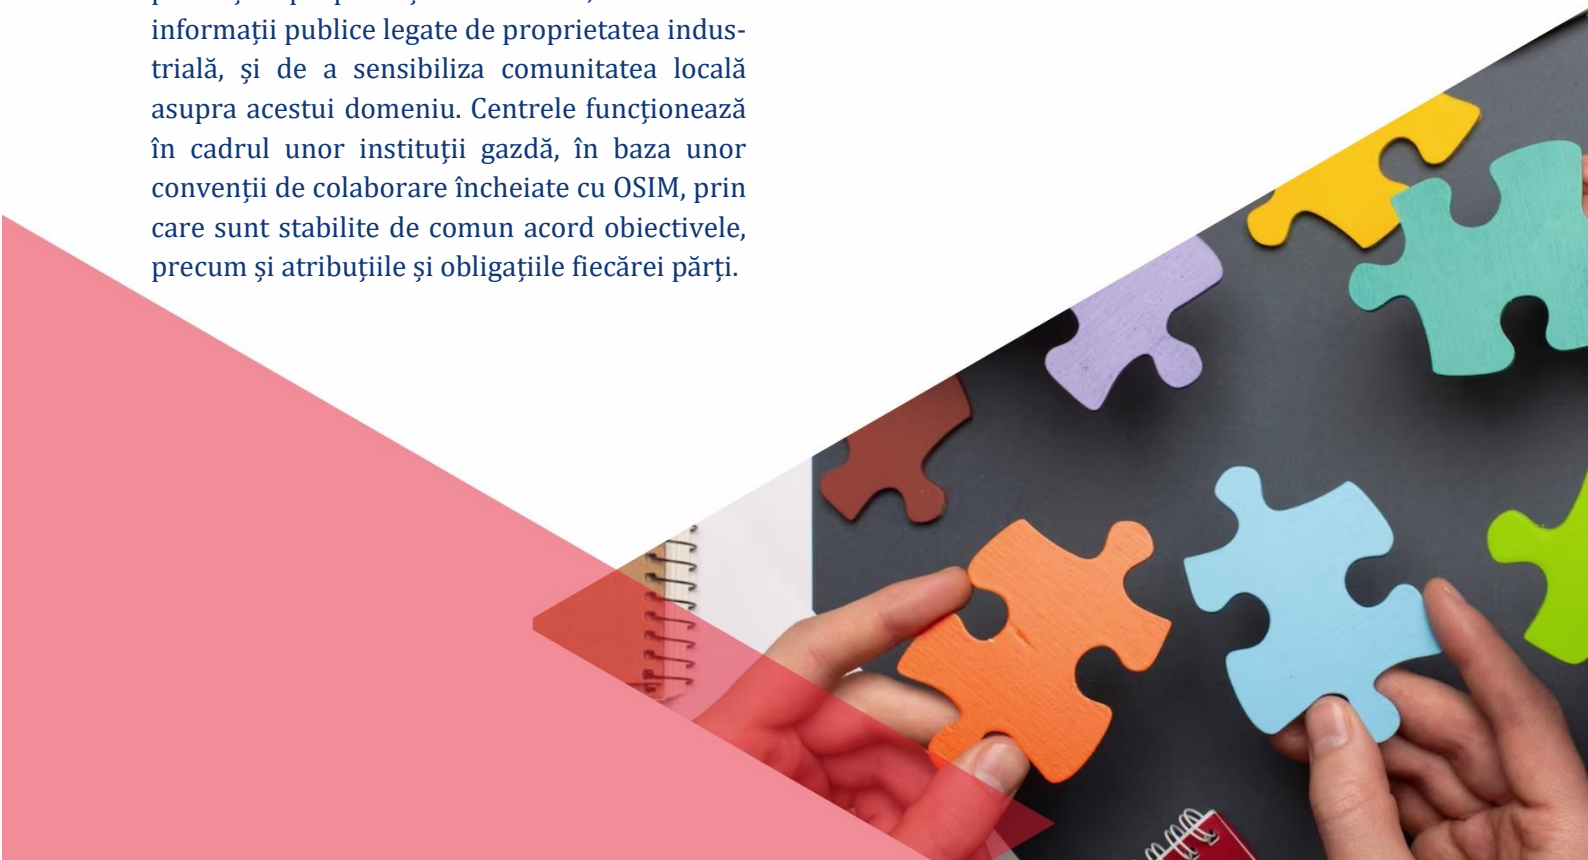 informații publice legate de proprietatea indus-
trială, și de a sensibiliza comunitatea locală
asupra acestui domeniu. Centrele funcționează
în cadrul unor instituții gazdă, în baza unor
convenții de colaborare încheiate cu OSIM, prin
care sunt stabilite de comun acord obiectivele,
precum și atribuțiile și obligațiile fiecărei părți.